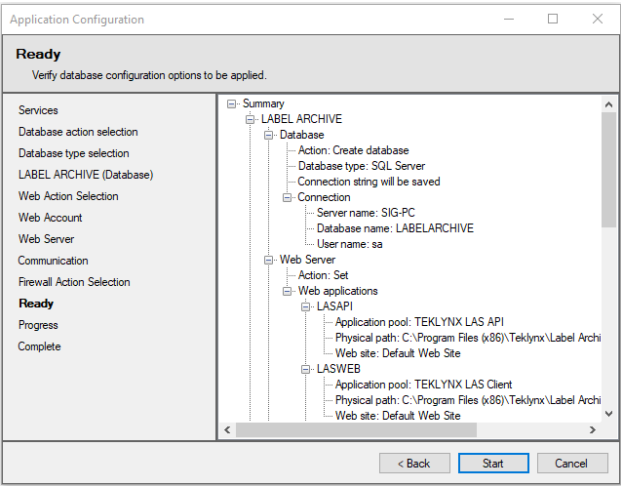 Application Configuration
Ready
Verify database configuration options to be applied.
Services
Database action selection
Database type selection
LABEL ARCHIVE (Database)
Web Action Selection
Web Account
Web Server
Communication
Firewall Action Selection
Ready
Progress
Complete
Summary
LABEL ARCHIVE
Database
Action: Create database
Database type: SQL Server
Connection string will be saved
Connection
Server name: SIG-PC
Database name: LABELARCHIVE
User name: sa
Web Server
Action: Set
Web applications
LASAPI
Application pool: TEKLYNX LAS API
Physical path: C:\Program Files (x86)\Teklynx\Label Archi
Web site: Default Web Site
LASWEB
Application pool: TEKLYNX LAS Client
Physical path: C:\Program Files (x86)\Teklynx\Label Archi
Web site: Default Web Site
< Back
Start
Cancel